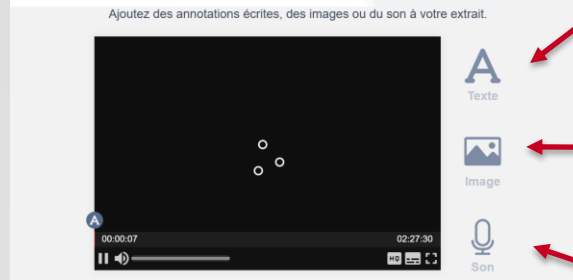 Ajoutez des annotations écrites, des images ou du son à votre extrait.
A
Texte
Image
A
00:00:07
02:27:30
HQ
Son